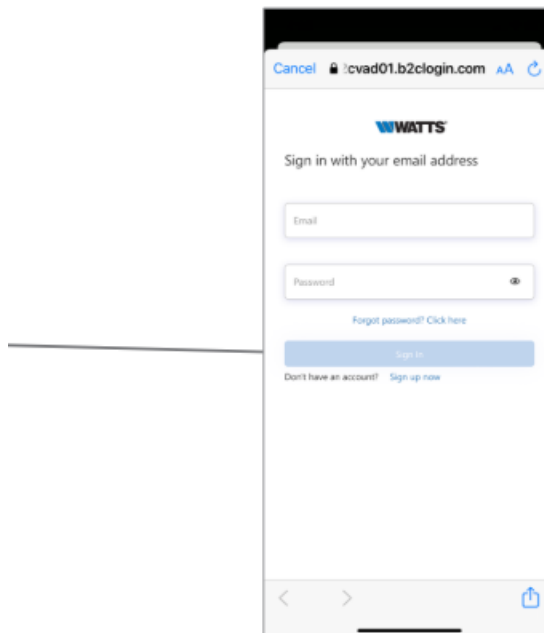 Cancel cvad01.b2clogin.com AA
WATTS
Sign in with your email address
Email
Password
Forgot password? Click here
Sign in
Don't have an account? Sign up now